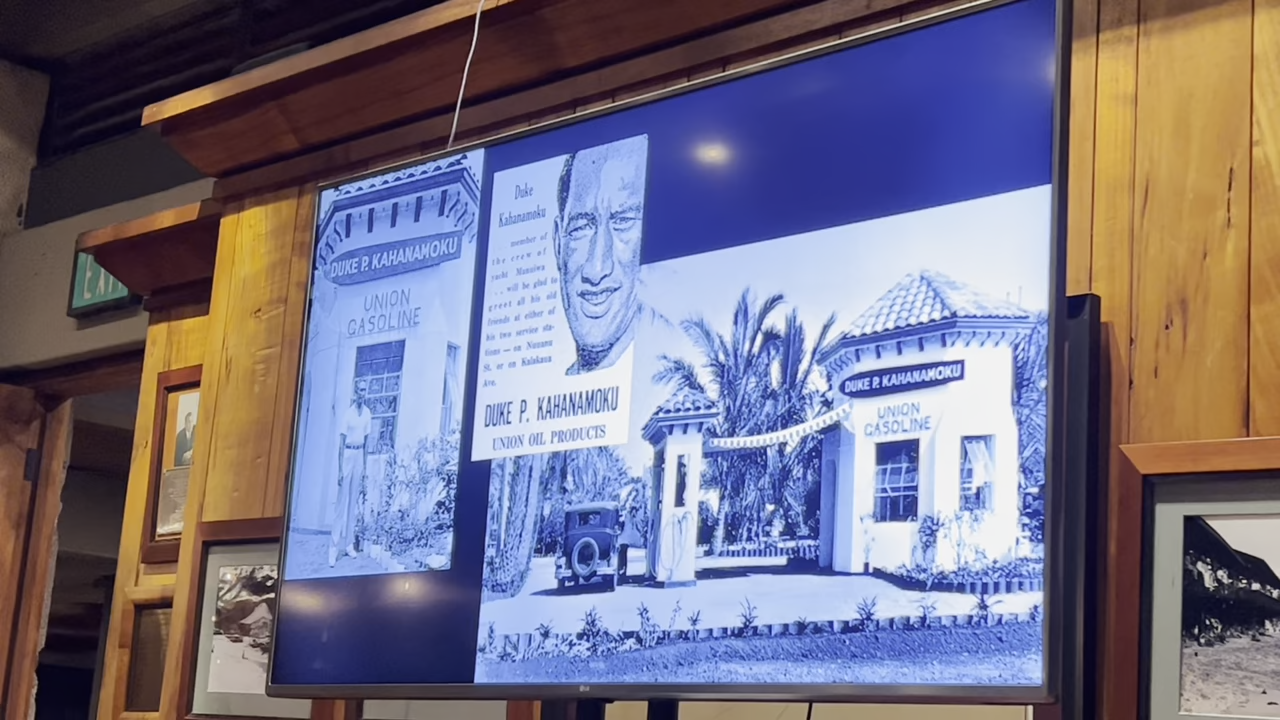 EXIT
DUKE P. KAHANAMOKU
UNION
GASOLINE
Duke
Kahanamoku
member of
the crew of
yacht Manuiwa
. . . will be glad to
greet all his old
friends at either of
his two service sta-
tions — on Nuuanu
St. or on Kalakaua
Ave.
DUKE P. KAHANAMOKU
UNION OIL PRODUCTS
DUKE P. KAHANAMOKU
UNION
GASOLINE
LG